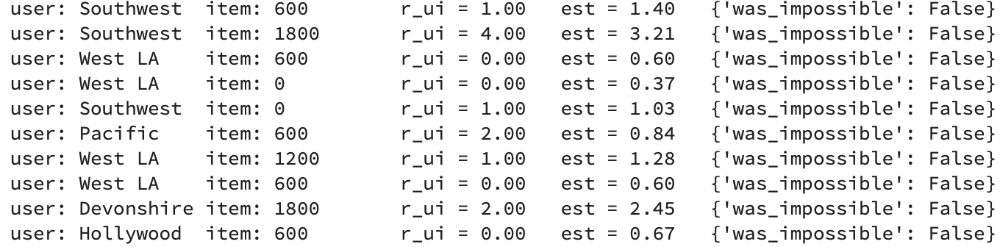 user: Southwest  item: 600        r_ui = 1.00   est = 1.40   {'was_impossible': False}
user: Southwest  item: 1800       r_ui = 4.00   est = 3.21   {'was_impossible': False}
user: West LA    item: 600        r_ui = 0.00   est = 0.60   {'was_impossible': False}
user: West LA    item: 0          r_ui = 0.00   est = 0.37   {'was_impossible': False}
user: Southwest  item: 0          r_ui = 1.00   est = 1.03   {'was_impossible': False}
user: Pacific    item: 600        r_ui = 2.00   est = 0.84   {'was_impossible': False}
user: West LA    item: 1200       r_ui = 1.00   est = 1.28   {'was_impossible': False}
user: West LA    item: 600        r_ui = 0.00   est = 0.60   {'was_impossible': False}
user: Devonshire item: 1800       r_ui = 2.00   est = 2.45   {'was_impossible': False}
user: Hollywood  item: 600        r_ui = 0.00   est = 0.67   {'was_impossible': False}